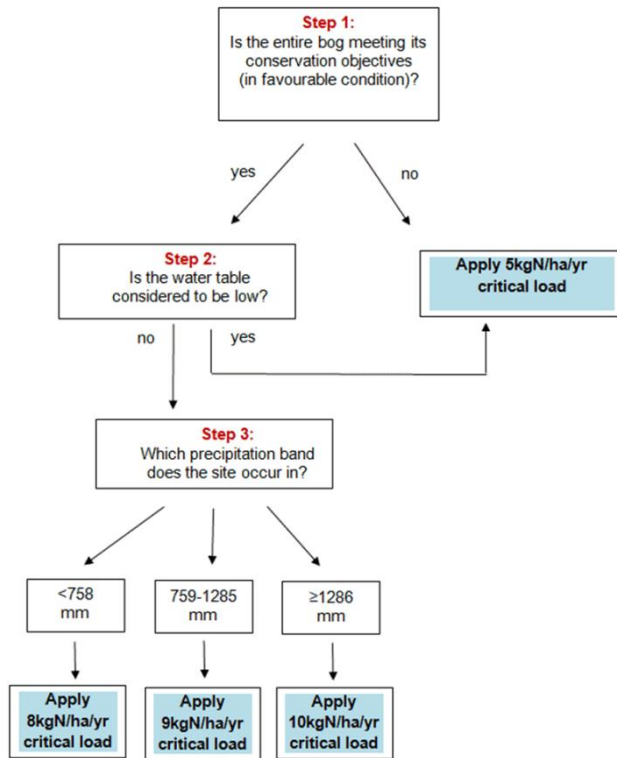 Step 1:
Is the entire bog meeting its
conservation objectives
(in favourable condition)?
yes
no
Step 2:
Is the water table
considered to be low?
Apply 5kgN/ha/yr
critical load
no
yes
Step 3:
Which precipitation band
does the site occur in?
<758
mm
759-1285
mm
≥1286
mm
Apply
8kgN/ha/yr
critical load
Apply
9kgN/ha/yr
critical load
Apply
10kgN/ha/yr
critical load